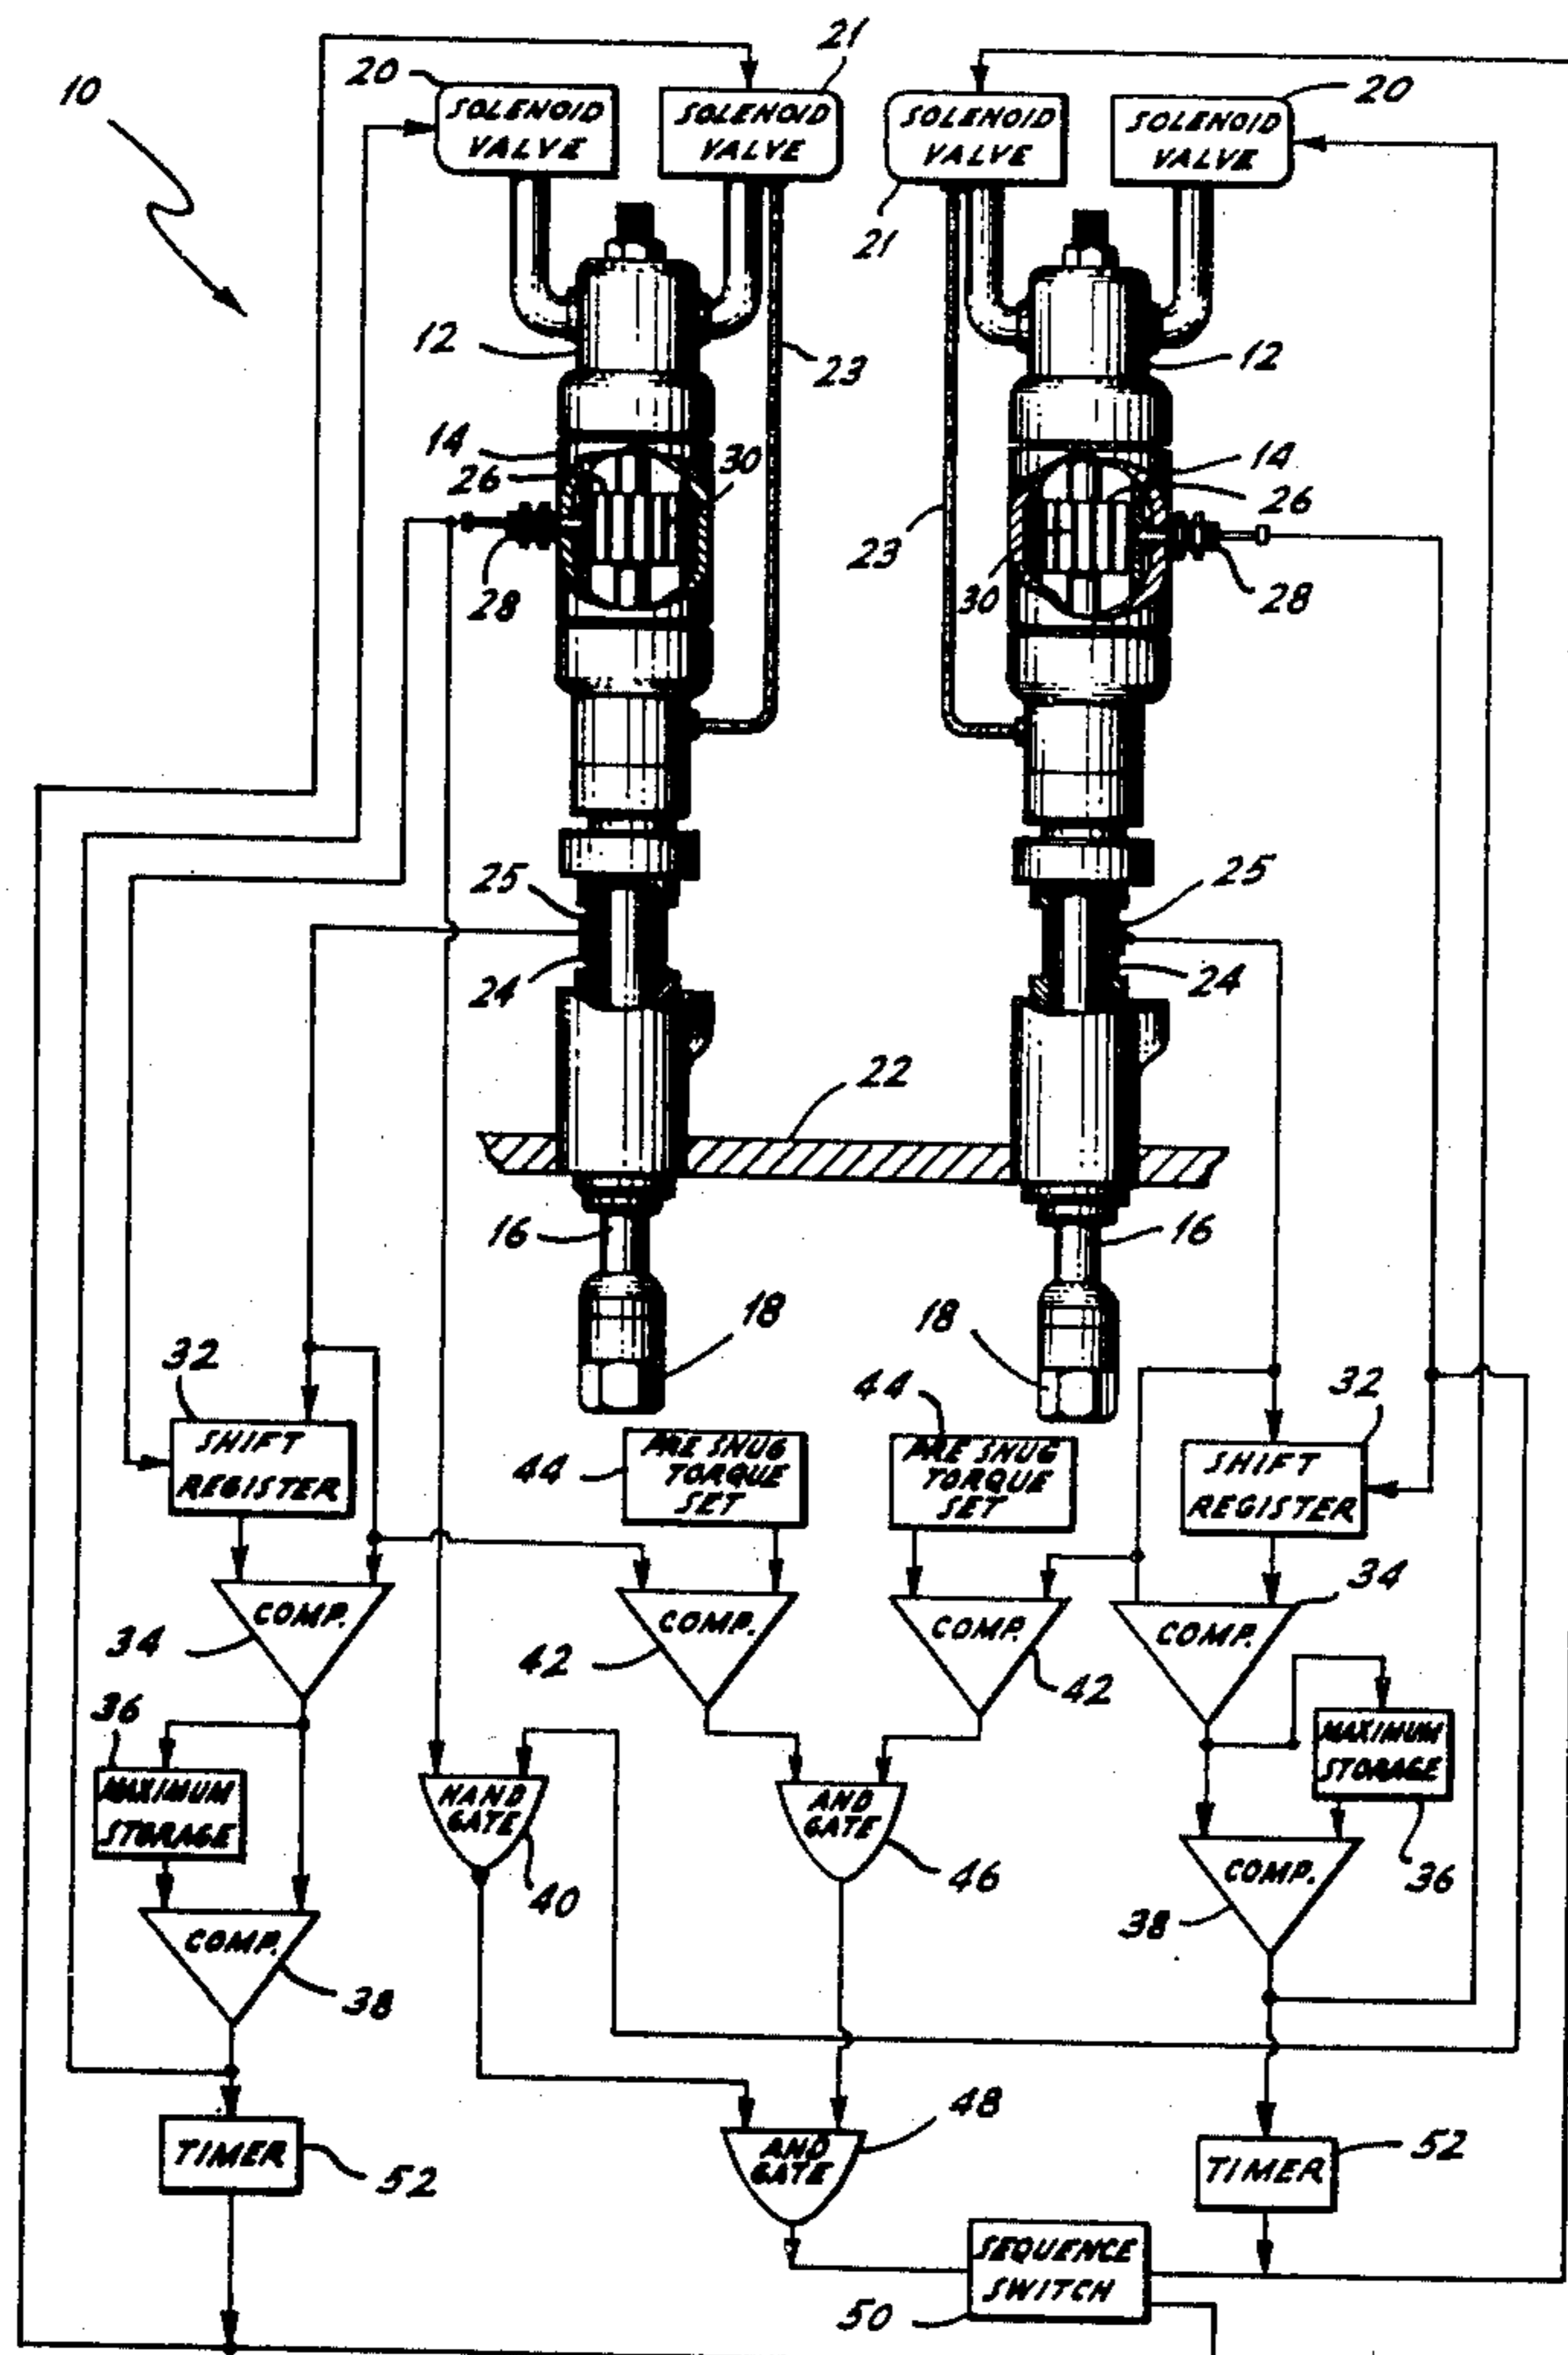 10
20
SOLENOID
VALVE
21
SOLENOID
VALVE
SOLENOID
VALVE
21
20
SOLENOID
VALVE
12
23
12
14
26
30
28
14
26
23
30
28
25
24
25
24
22
16
18
16
18
32
SHIFT
REGISTER
44
PRE SNUG
TORQUE
SET
44
PRE SNUG
TORQUE
SET
32
SHIFT
REGISTER
COMP.
34
COMP.
42
COMP.
42
COMP.
34
36
MAXIMUM
STORAGE
NAND
GATE
40
AND
GATE
46
MAXIMUM
STORAGE
36
COMP.
38
COMP.
38
TIMER
52
AND
GATE
48
TIMER
52
SEQUENCE
SWITCH
50